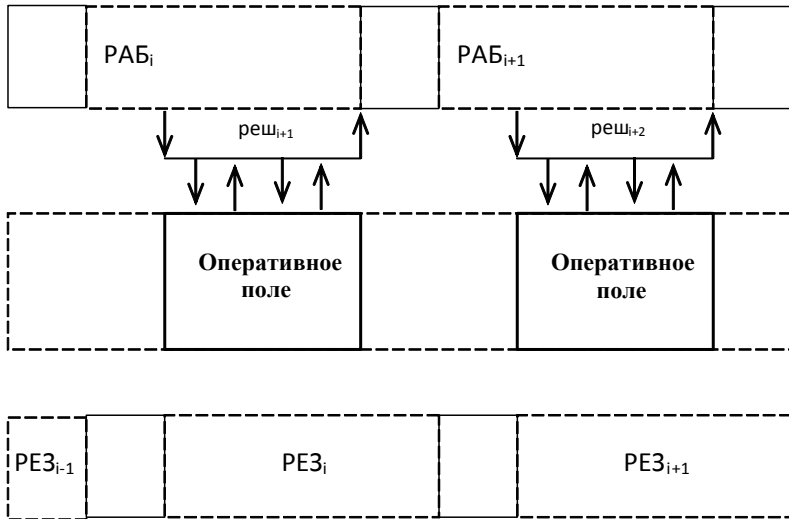 РАБi
РАБi+1
решi+1
решi+2
Оперативное
поле
Оперативное
поле
РЕЗi-1
РЕЗi
РЕЗi+1